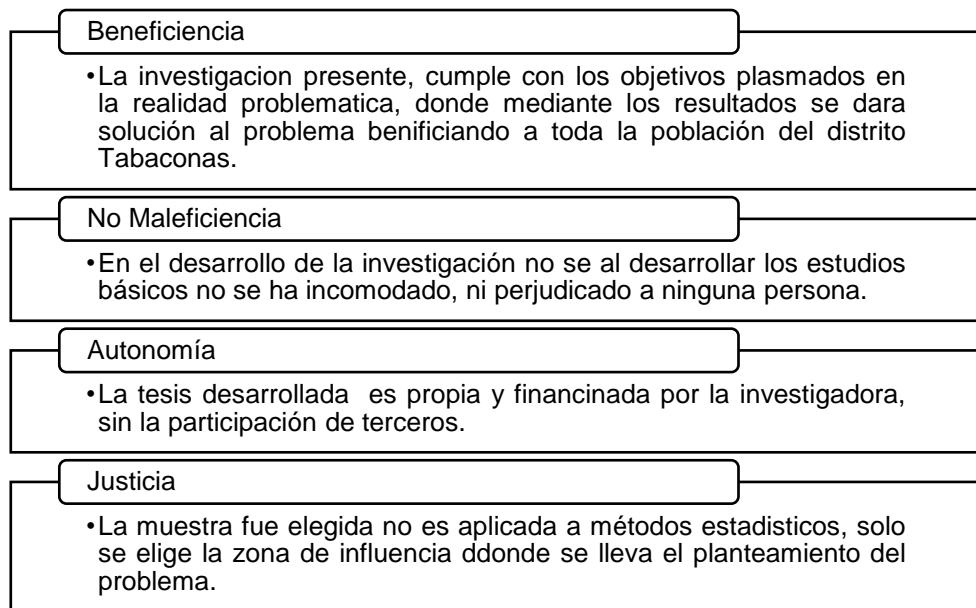 Beneficiencia
•La investigacion presente, cumple con los objetivos plasmados en
la realidad problematica, donde mediante los resultados se dara
solución al problema benificiando a toda la población del distrito
Tabaconas.
No Maleficiencia
•En el desarrollo de la investigación no se al desarrollar los estudios
básicos no se ha incomodado, ni perjudicado a ninguna persona.
Autonomía
•La tesis desarrollada es propia y financinada por la investigadora,
sin la participación de terceros.
Justicia
•La muestra fue elegida no es aplicada a métodos estadisticos, solo
se elige la zona de influencia ddonde se lleva el planteamiento del
problema.